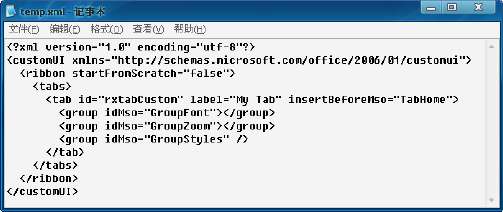 temp.xml - 记事本
文件(F) 编辑(E) 格式(O) 查看(V) 帮助(H)
<?xml version="1.0" encoding="utf-8"?>
<customUI xmlns="http://schemas.microsoft.com/office/2006/01/customui">
  <ribbon startFromScratch="false">
    <tabs>
      <tab id="rxtabCustom" label="My Tab" insertBeforeMso="TabHome">
        <group idMso="GroupFont"></group>
        <group idMso="GroupZoom"></group>
        <group idMso="GroupStyles" />
      </tab>
    </tabs>
  </ribbon>
</customUI>